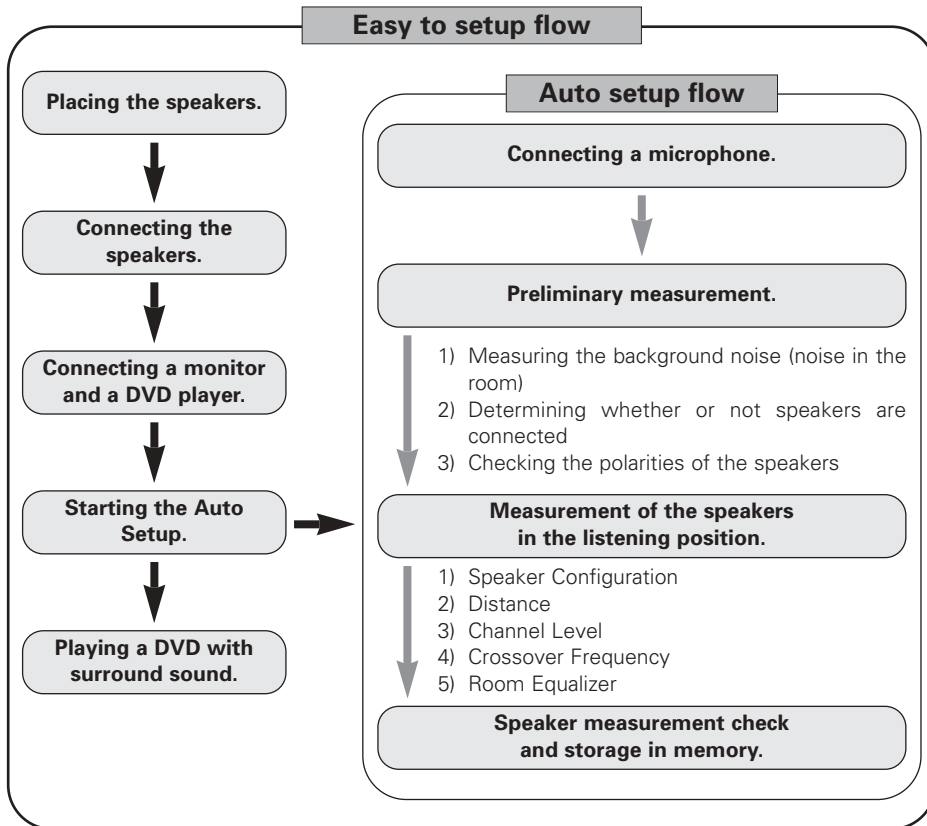 Easy to setup flow
Placing the speakers.
Connecting the
speakers.
Connecting a monitor
and a DVD player.
Starting the Auto
Setup.
Playing a DVD with
surround sound.
Auto setup flow
Connecting a microphone.
Preliminary measurement.
1) Measuring the background noise (noise in the
room)
2) Determining whether or not speakers are
connected
3) Checking the polarities of the speakers
Measurement of the speakers
in the listening position.
1) Speaker Configuration
2) Distance
3) Channel Level
4) Crossover Frequency
5) Room Equalizer
Speaker measurement check
and storage in memory.